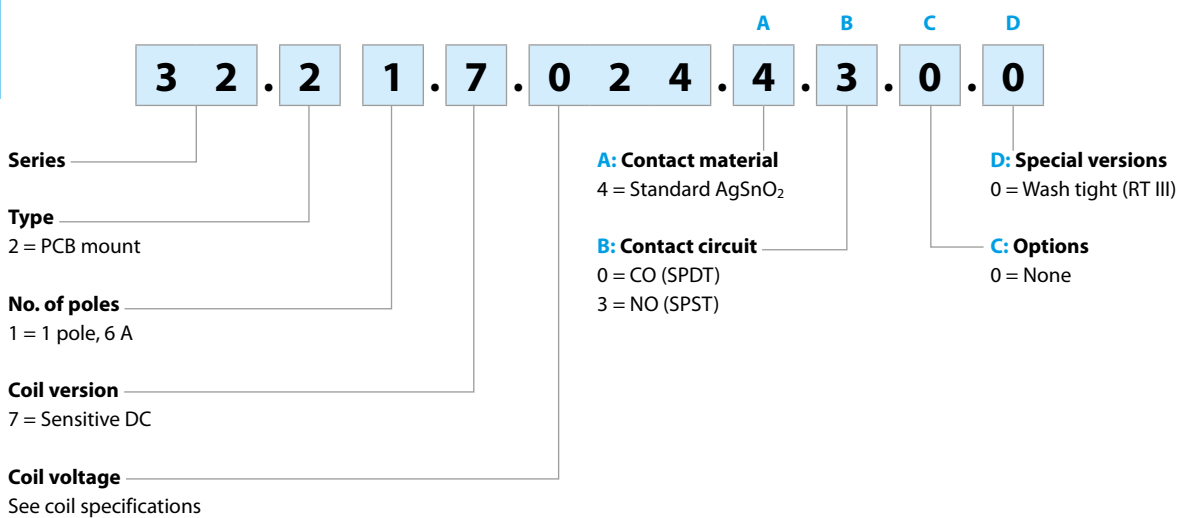 A B C D
3 2 . 2 1 . 7 . 0 2 4 . 4 . 3 . 0 . 0
Series
Type
2 = PCB mount
No. of poles
1 = 1 pole, 6 A
Coil version
7 = Sensitive DC
Coil voltage
See coil specifications
A: Contact material
4 = Standard AgSnO₂
B: Contact circuit
0 = CO (SPDT)
3 = NO (SPST)
D: Special versions
0 = Wash tight (RT III)
C: Options
0 = None